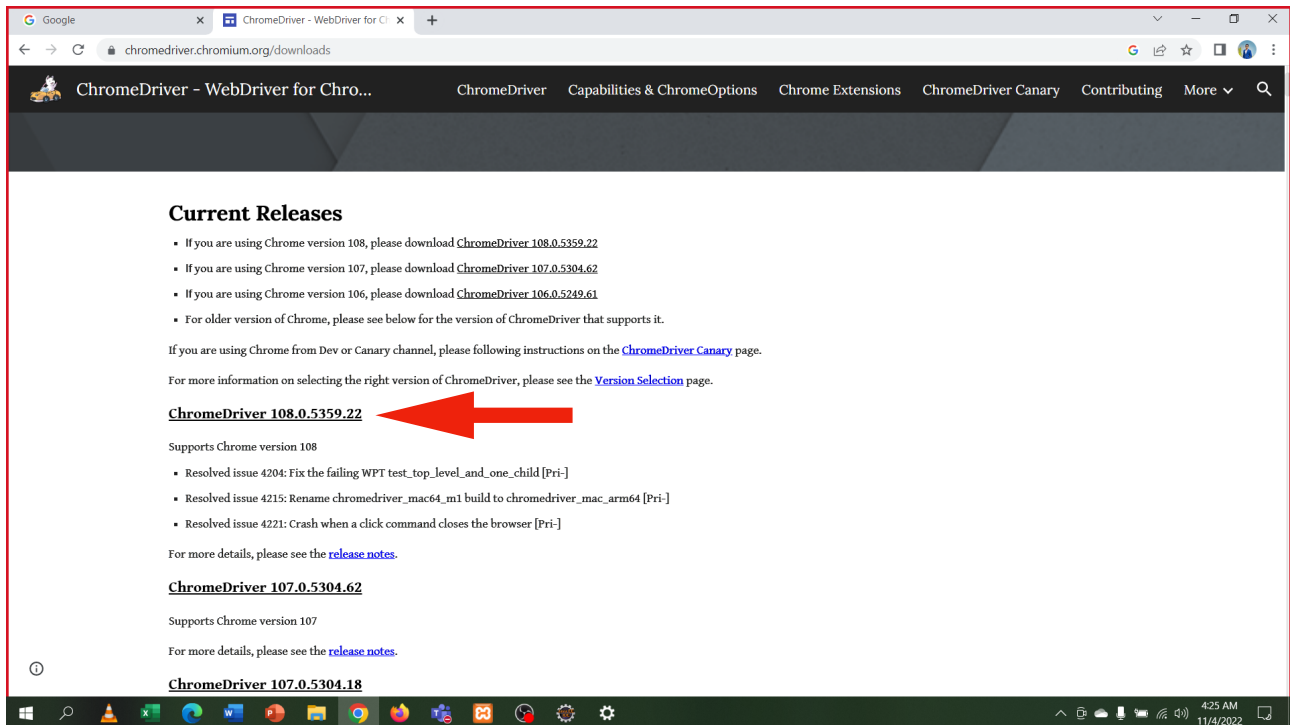 Google
ChromeDriver - WebDriver for Ch
chromedriver.chromium.org/downloads
ChromeDriver - WebDriver for Chro...
ChromeDriver
Capabilities & ChromeOptions
Chrome Extensions
ChromeDriver Canary
Contributing
More
Current Releases
If you are using Chrome version 108, please download ChromeDriver 108.0.5359.22
If you are using Chrome version 107, please download ChromeDriver 107.0.5304.62
If you are using Chrome version 106, please download ChromeDriver 106.0.5249.61
For older version of Chrome, please see below for the version of ChromeDriver that supports it.
If you are using Chrome from Dev or Canary channel, please following instructions on the ChromeDriver Canary page.
For more information on selecting the right version of ChromeDriver, please see the Version Selection page.
ChromeDriver 108.0.5359.22
Supports Chrome version 108
Resolved issue 4204: Fix the failing WPT test_top_level_and_one_child [Pri-]
Resolved issue 4215: Rename chromedriver_mac64_m1 build to chromedriver_mac_arm64 [Pri-]
Resolved issue 4221: Crash when a click command closes the browser [Pri-]
For more details, please see the release notes.
ChromeDriver 107.0.5304.62
Supports Chrome version 107
For more details, please see the release notes.
ChromeDriver 107.0.5304.18
4:25 AM
11/4/2022